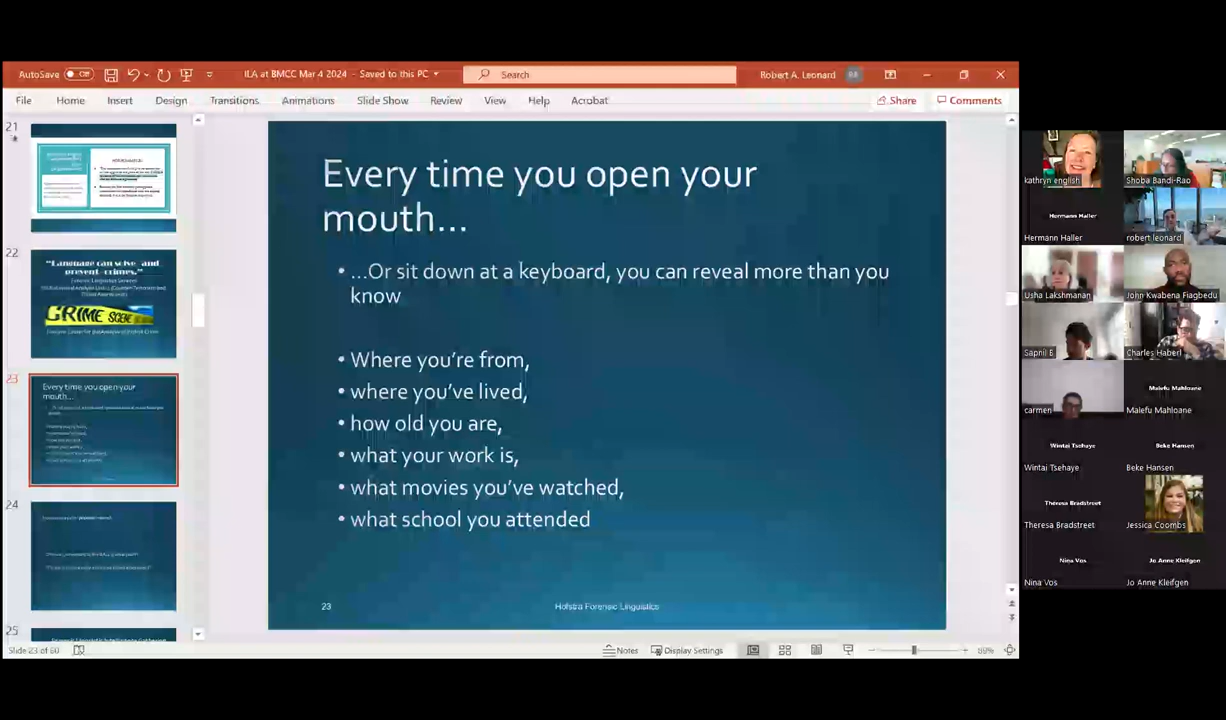 AutoSave Off
ILA at BMCC Mar 4 2024 - Saved to this PC
Search
Robert A. Leonard
File Home Insert Design Transitions Animations Slide Show Review View Help Acrobat
Share Comments
21
22
"Language can solve, and
prevent, crimes."
23
Every time you open your
mouth...
24
25
Every time you open your
mouth...
• ...Or sit down at a keyboard, you can reveal more than you
know
• Where you're from,
• where you've lived,
• how old you are,
• what your work is,
• what movies you've watched,
• what school you attended
23
Hofstra Forensic Linguistics
Slide 23 of 60
Notes Display Settings
89%
kathryn english
Shoba Bandi-Rao
Hermann Haller
Hermann Haller
robert leonard
Usha Lakshmanan
John Kwabena Fiagbedu
Sapnil B
Charles Haberl
carmen
Malefu Mahloane
Malefu Mahloane
Wintai Tsehaye
Beke Hansen
Wintai Tsehaye
Beke Hansen
Theresa Bradstreet
Theresa Bradstreet
Jessica Coombs
Nina Vos
Jo Anne Kleifgen
Nina Vos
Jo Anne Kleifgen